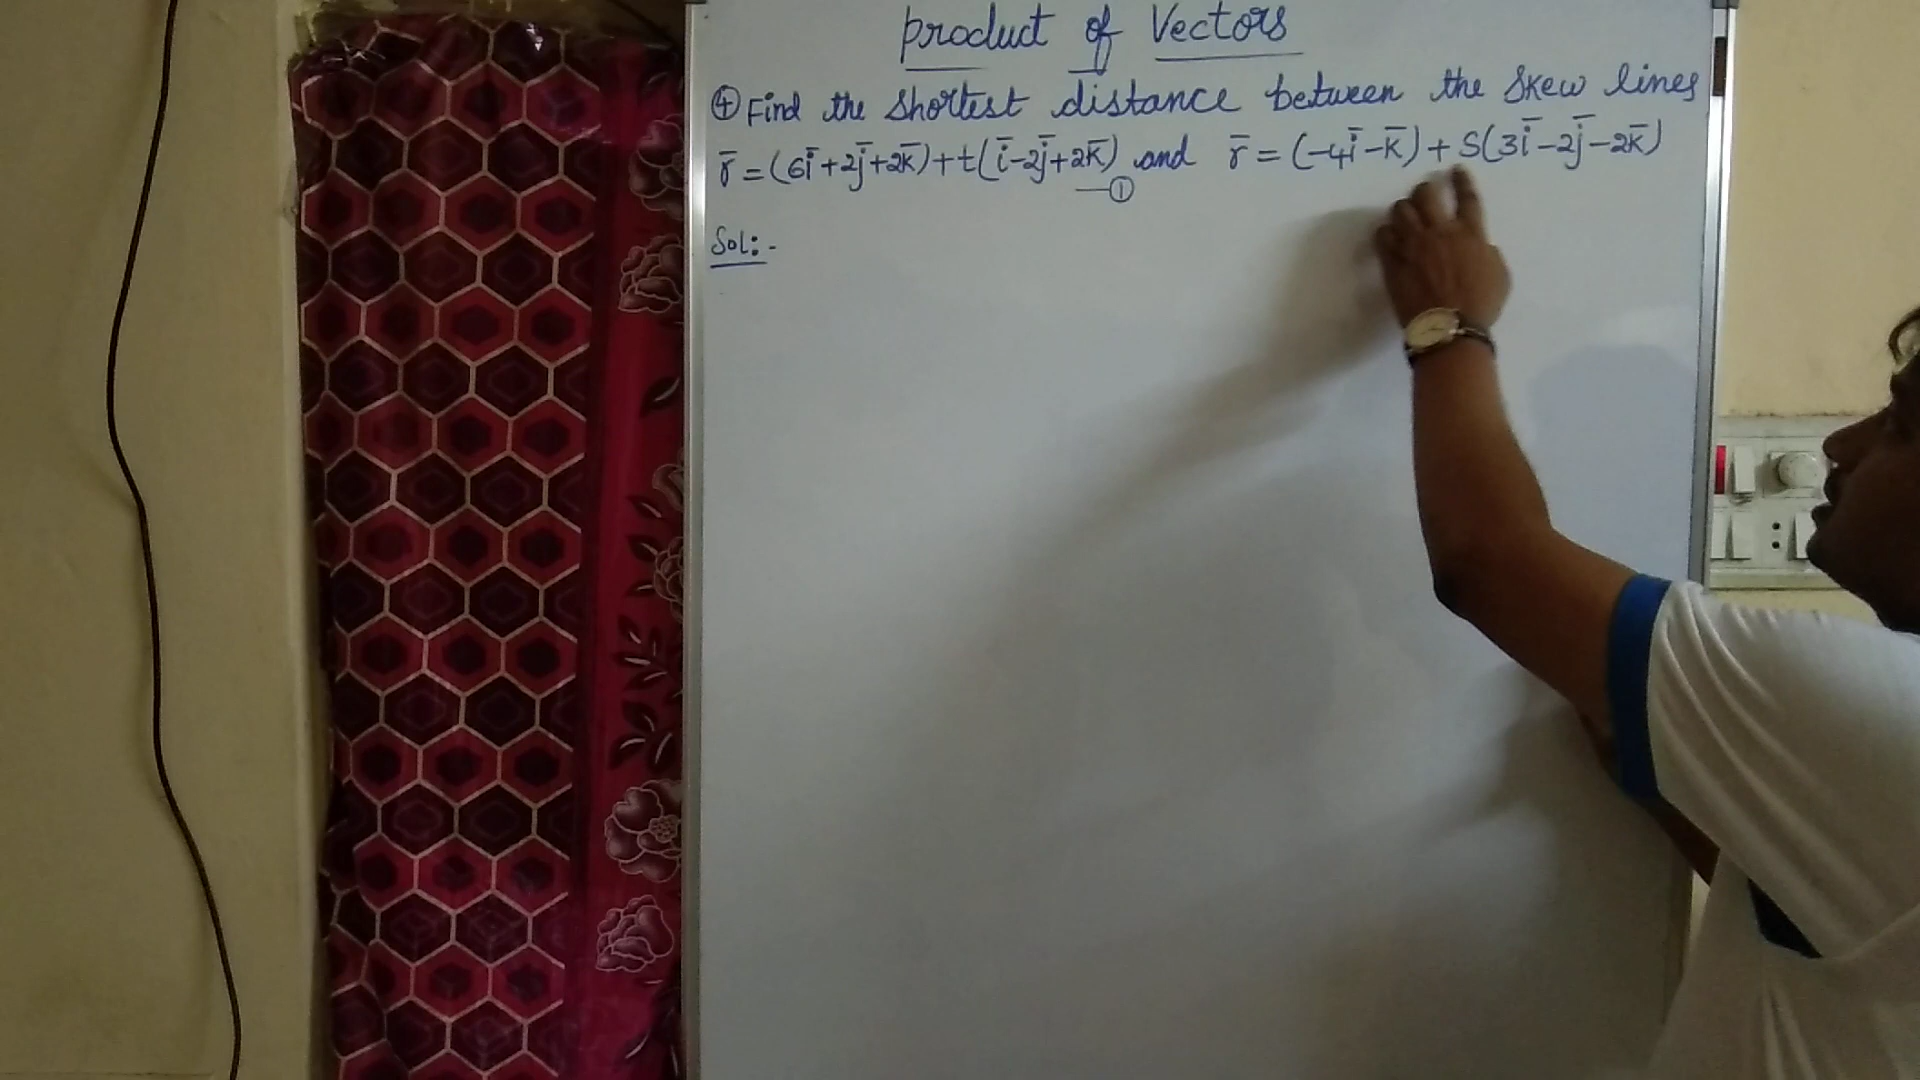 product of Vectors
④ Find the shortest distance between the skew lines
r̄ = (6ī+2j̄+2k̄)+t(ī-2j̄+2k̄) and r̄ = (-4ī-k̄)+S(3ī-2j̄-2k̄)
—①
Sol:-